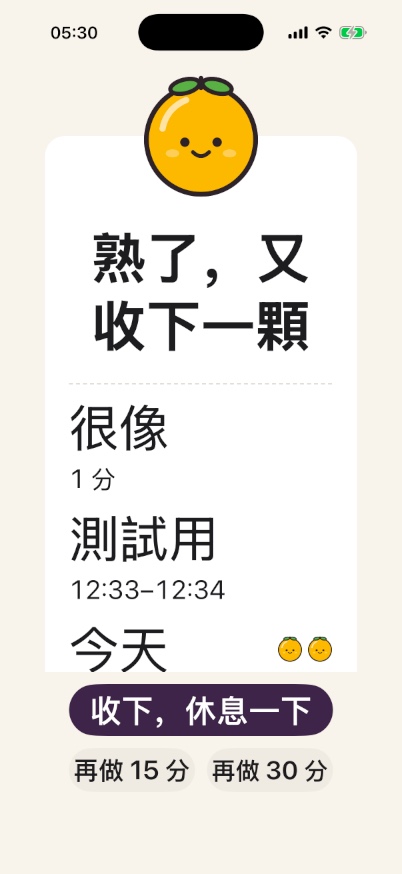 05:30
熟了，又
收下一顆
很像
1 分
測試用
12:33–12:34
今天
收下，休息一下
再做 15 分
再做 30 分